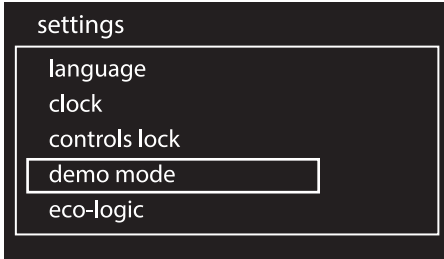 settings
language
clock
controls lock
demo mode
eco-logic